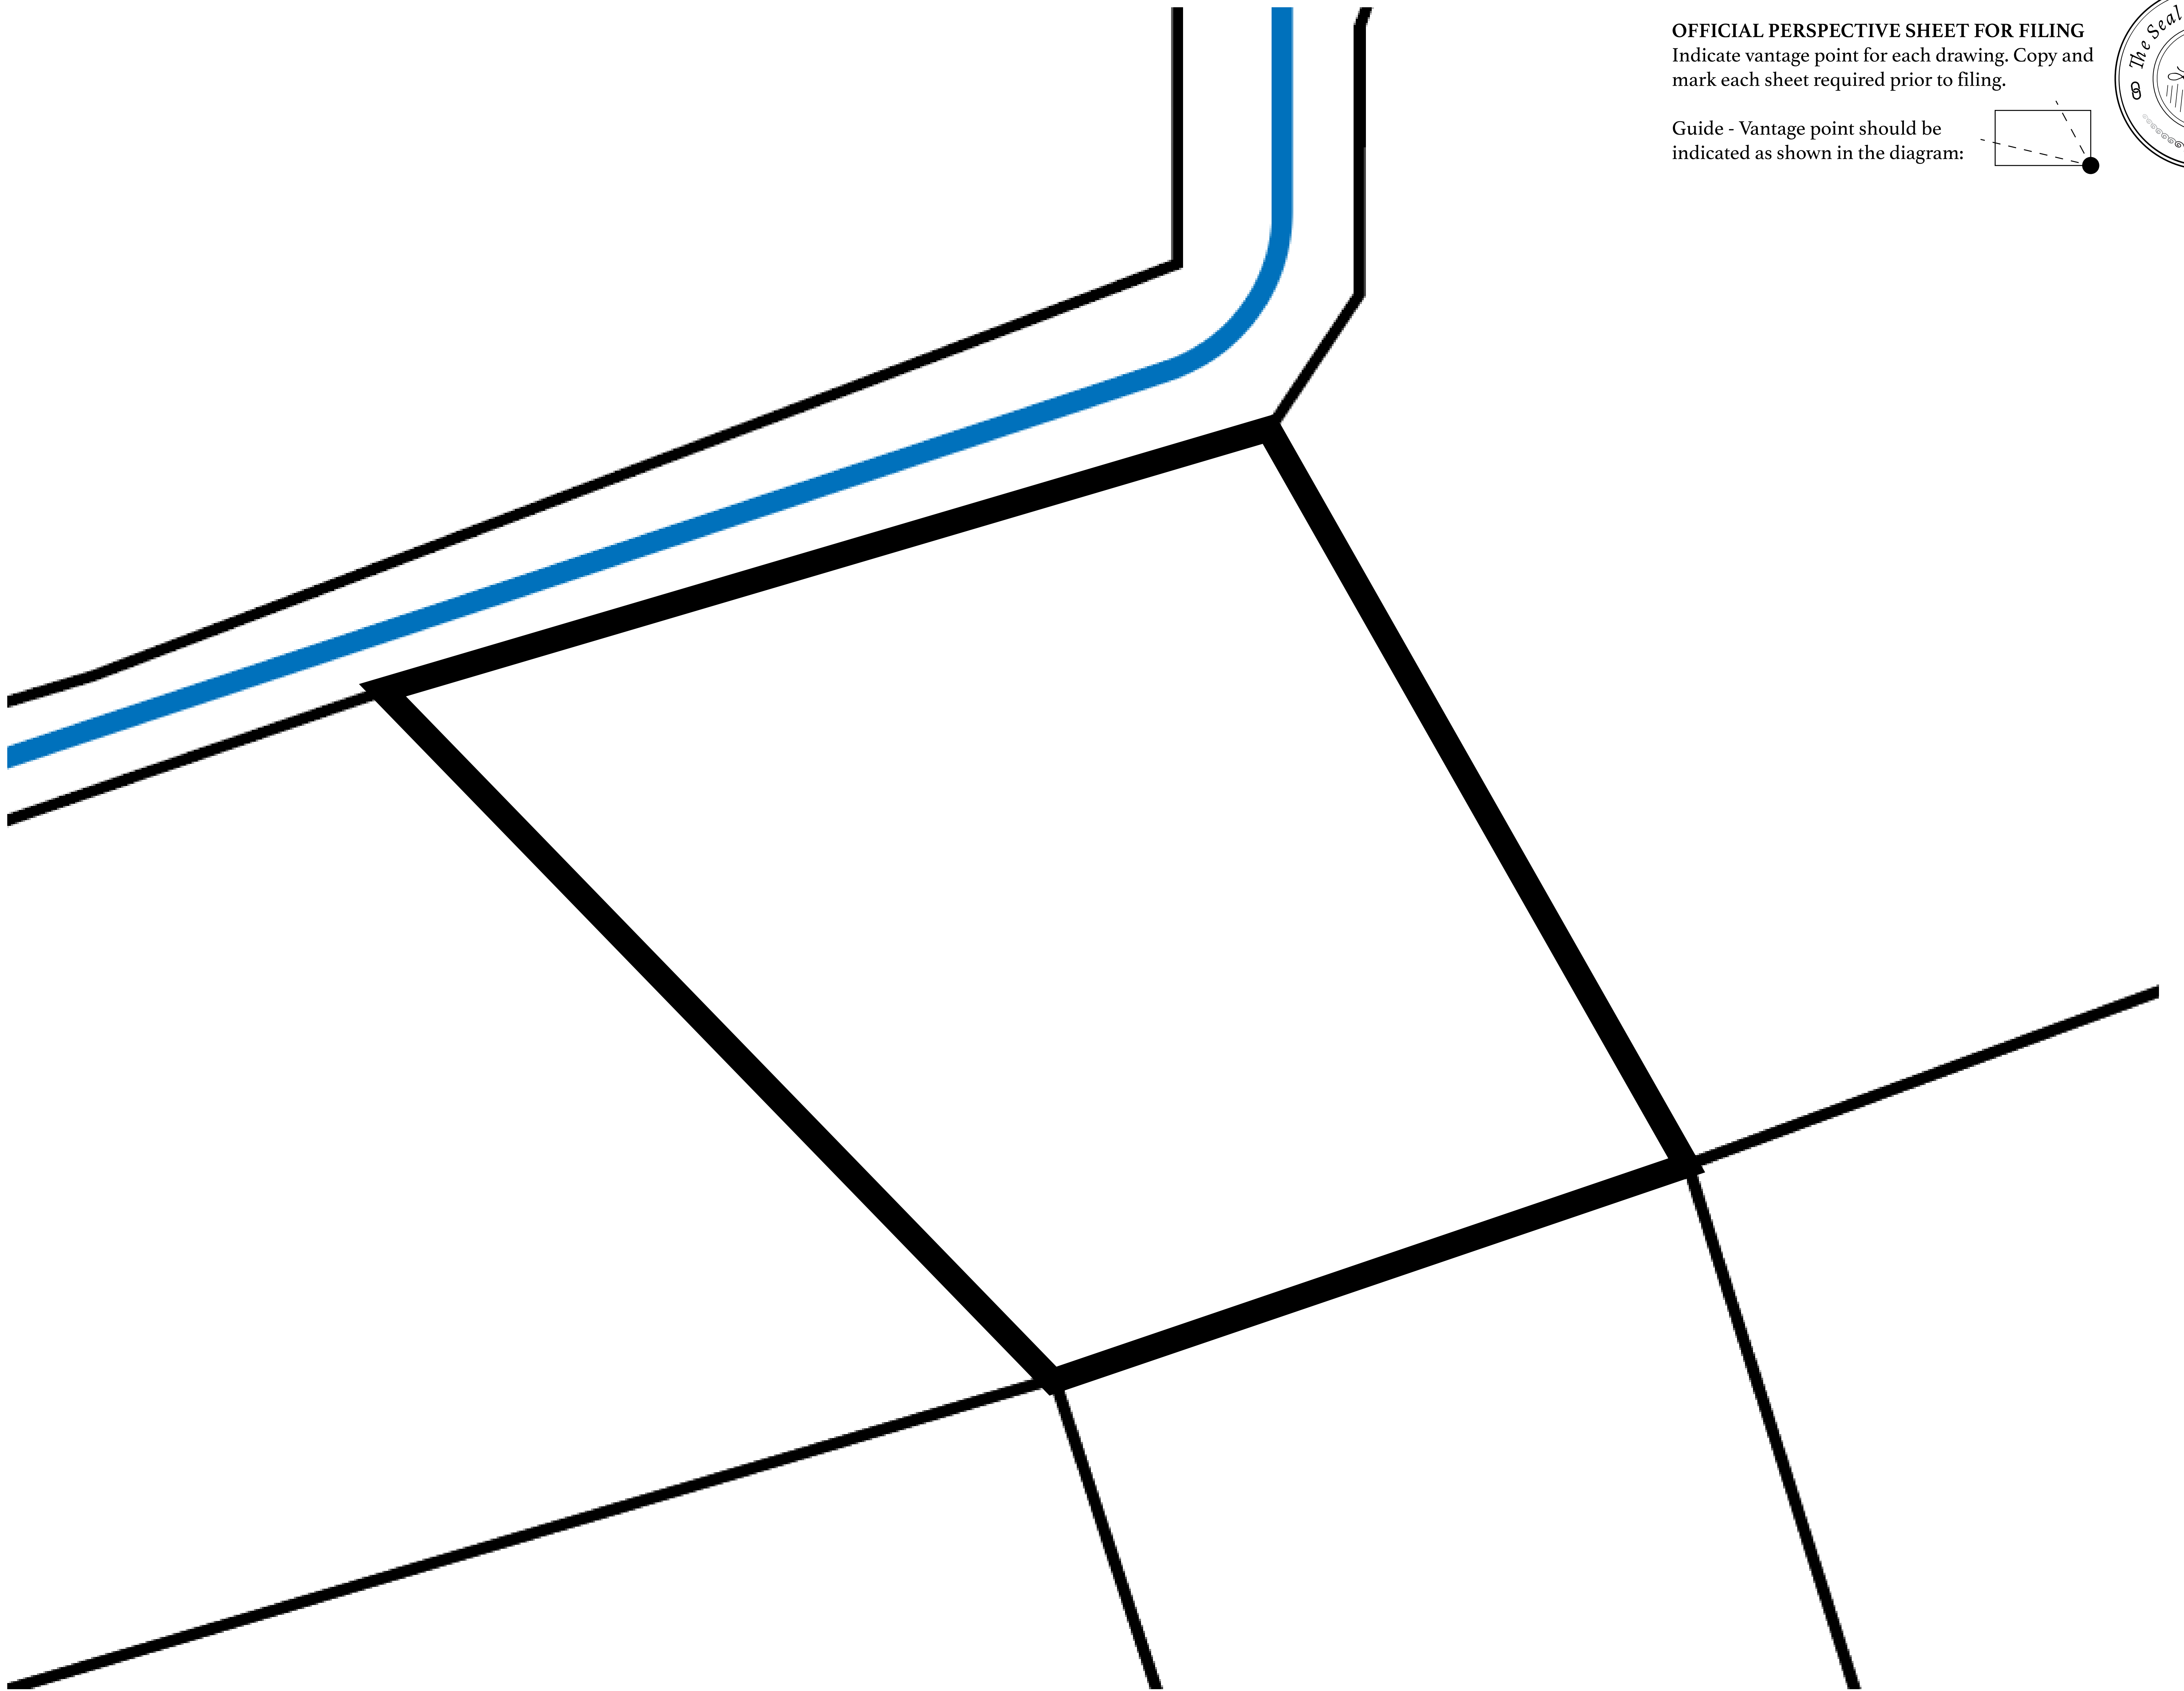 OFFICIAL PERSPECTIVE SHEET FOR FILING
Indicate vantage point for each drawing. Copy and
mark each sheet required prior to filing.
Guide - Vantage point should be
indicated as shown in the diagram:
The Seal